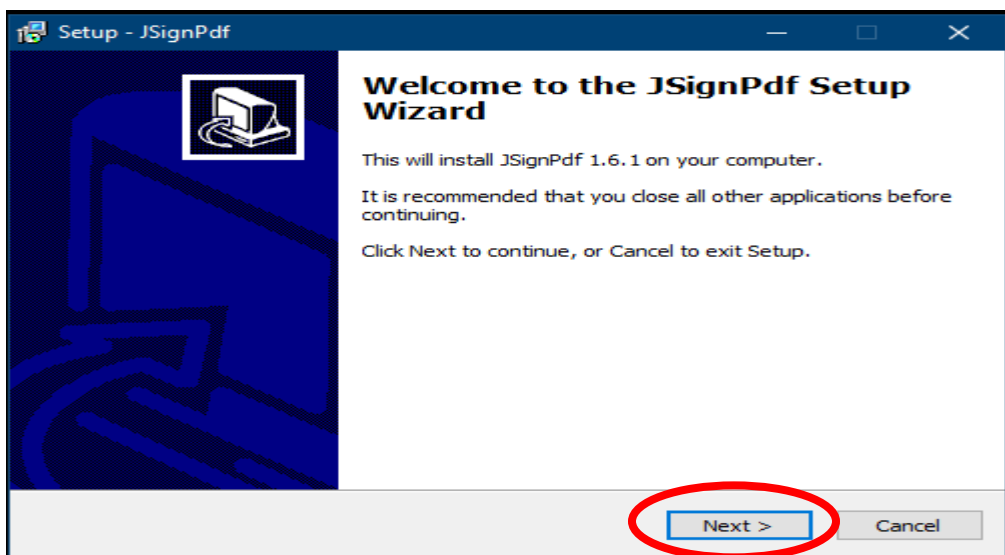 Setup - JSignPdf
Welcome to the JSignPdf Setup
Wizard
This will install JSignPdf 1.6.1 on your computer.
It is recommended that you close all other applications before
continuing.
Click Next to continue, or Cancel to exit Setup.
Next >
Cancel